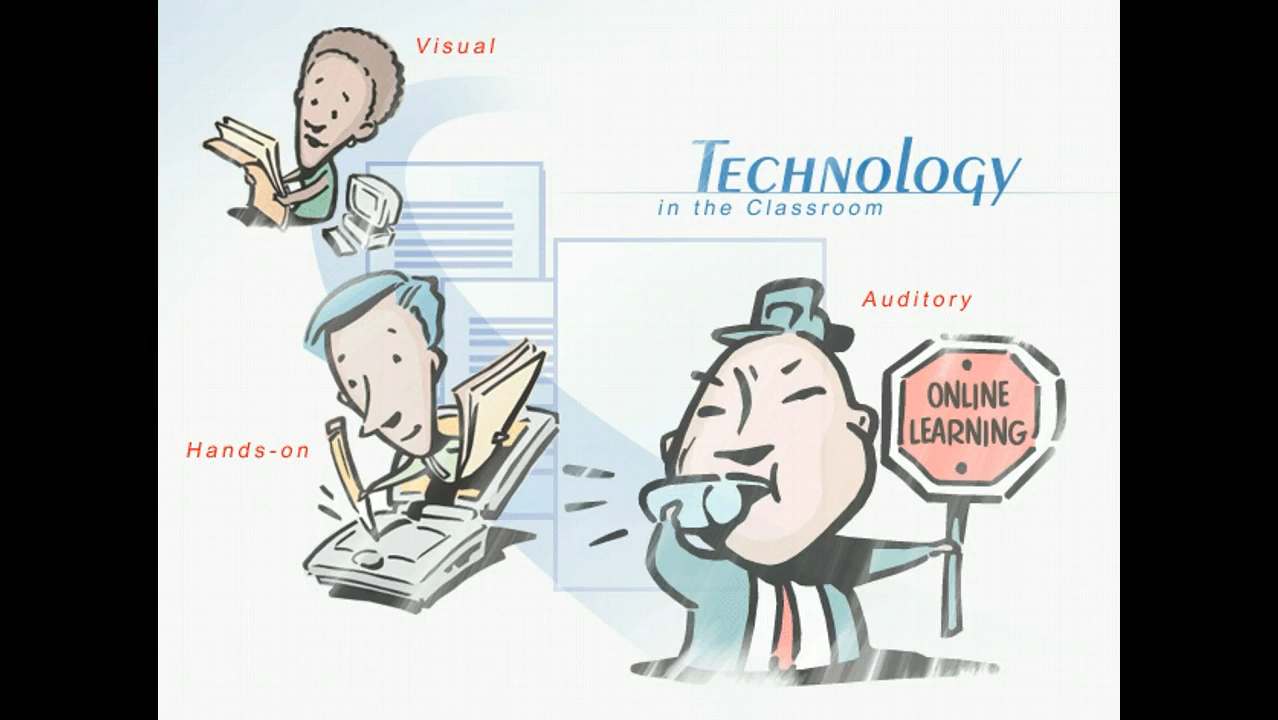 Visual
Technology
in the Classroom
Auditory
ONLINE
LEARNING
Hands-on